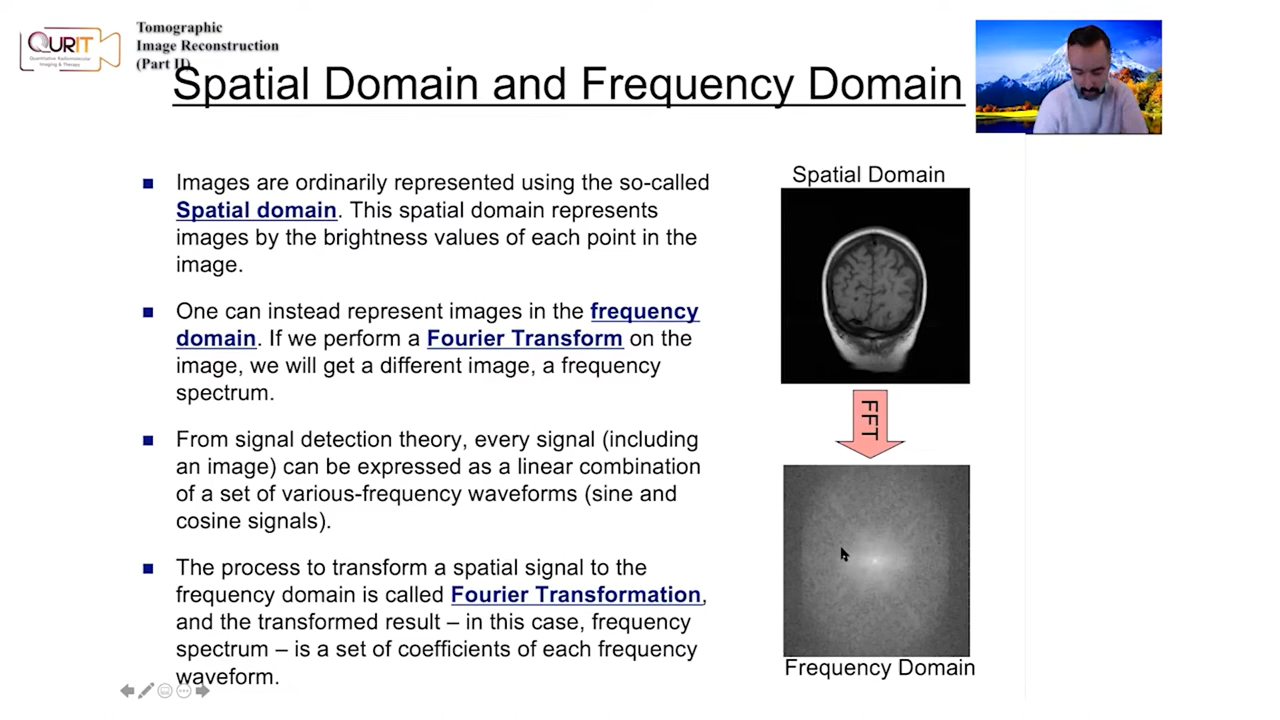 QURIT
Quantitative Radiomolecular
Imaging & Therapy
Tomographic
Image Reconstruction
(Part II)
Spatial Domain and Frequency Domain
Images are ordinarily represented using the so-called
Spatial domain. This spatial domain represents
images by the brightness values of each point in the
image.
One can instead represent images in the frequency
domain. If we perform a Fourier Transform on the
image, we will get a different image, a frequency
spectrum.
From signal detection theory, every signal (including
an image) can be expressed as a linear combination
of a set of various-frequency waveforms (sine and
cosine signals).
The process to transform a spatial signal to the
frequency domain is called Fourier Transformation,
and the transformed result – in this case, frequency
spectrum – is a set of coefficients of each frequency
waveform.
Spatial Domain
FFT
Frequency Domain